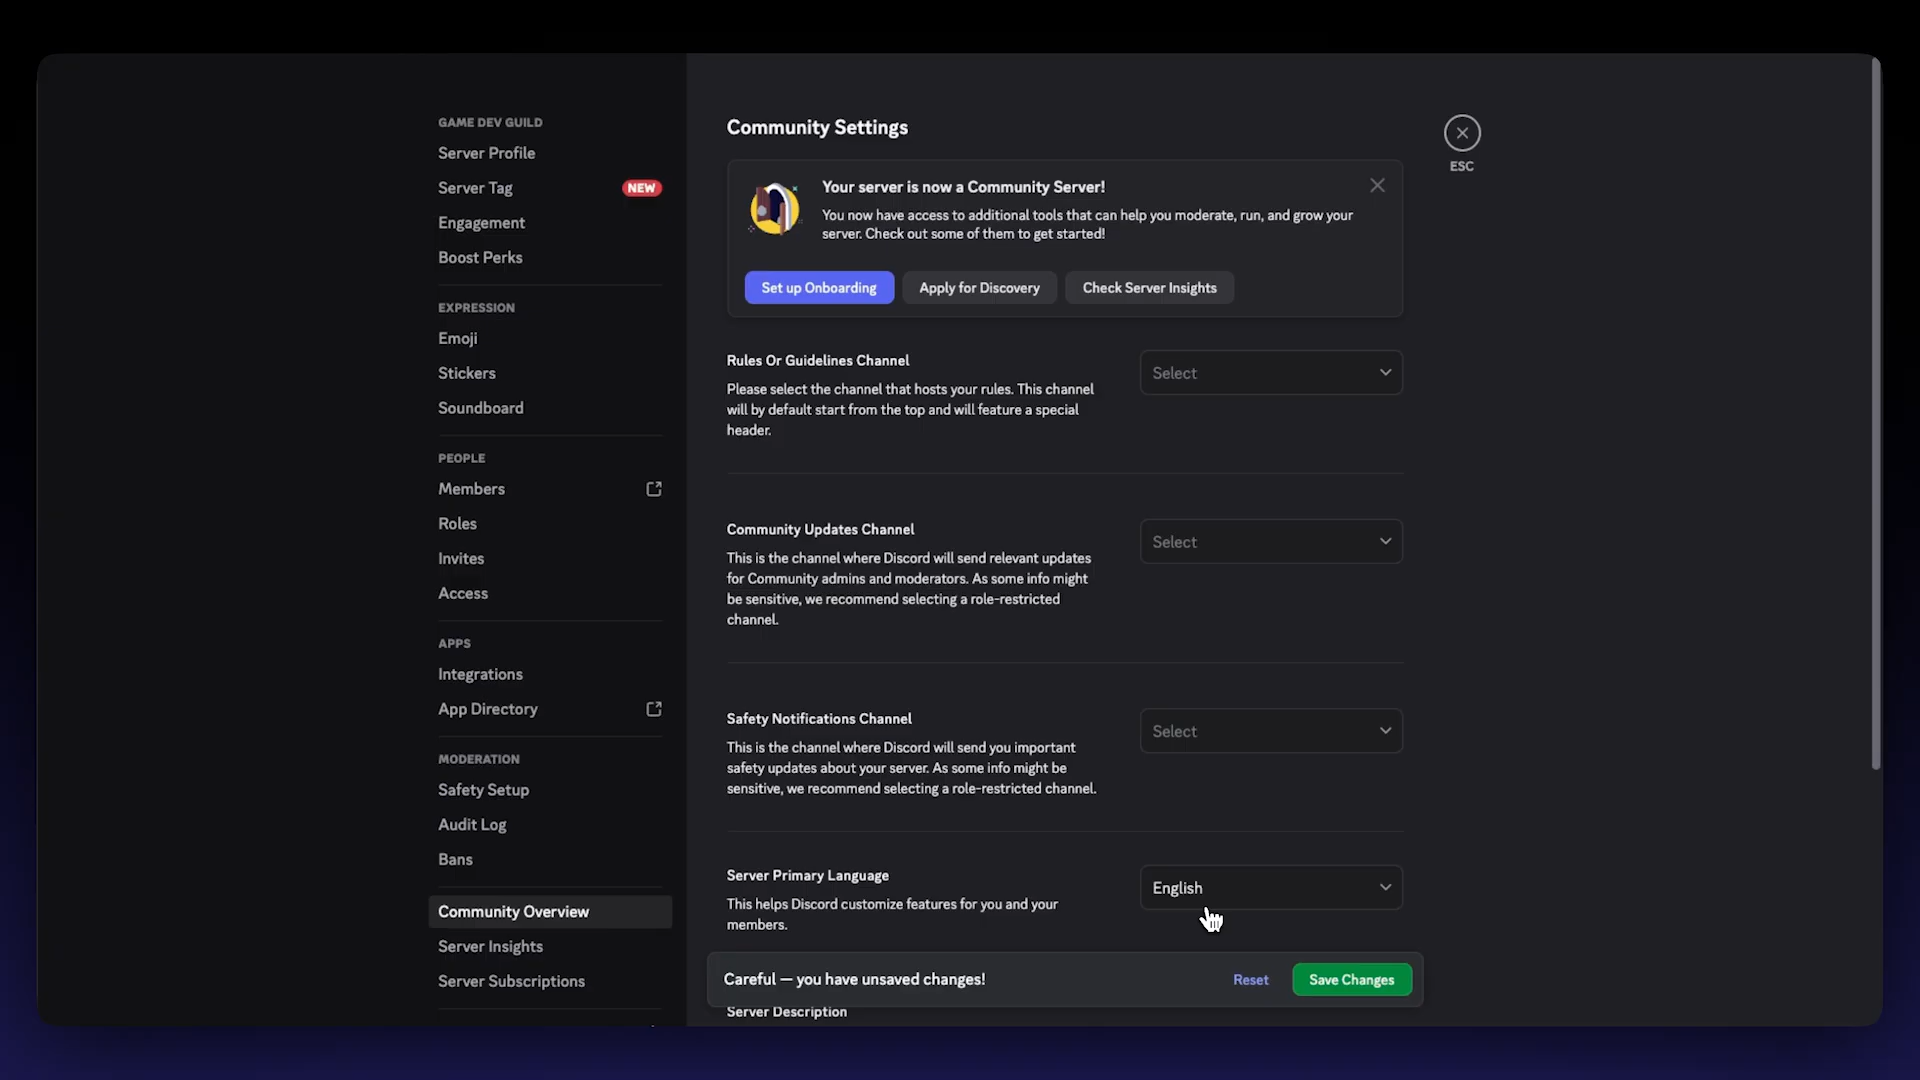 GAME DEV GUILD
Server Profile
Server Tag
NEW
Engagement
Boost Perks
EXPRESSION
Emoji
Stickers
Soundboard
PEOPLE
Members
Roles
Invites
Access
APPS
Integrations
App Directory
MODERATION
Safety Setup
Audit Log
Bans
Community Overview
Server Insights
Server Subscriptions
Community Settings
ESC
Your server is now a Community Server!
You now have access to additional tools that can help you moderate, run, and grow your
server. Check out some of them to get started!
Set up Onboarding
Apply for Discovery
Check Server Insights
Rules Or Guidelines Channel
Select
Please select the channel that hosts your rules. This channel
will by default start from the top and will feature a special
header.
Community Updates Channel
Select
This is the channel where Discord will send relevant updates
for Community admins and moderators. As some info might
be sensitive, we recommend selecting a role-restricted
channel.
Safety Notifications Channel
Select
This is the channel where Discord will send you important
safety updates about your server. As some info might be
sensitive, we recommend selecting a role-restricted channel.
Server Primary Language
English
This helps Discord customize features for you and your
members.
Careful — you have unsaved changes!
Reset
Save Changes
Server Description